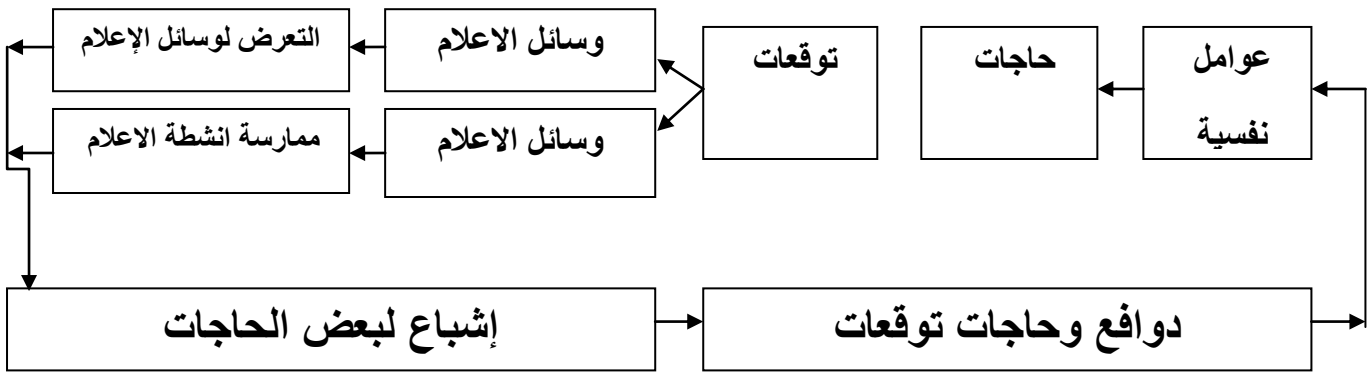 عوامل
نفسية
حاجات
توقعات
وسائل الاعلام
التعرض لوسائل الإعلام
وسائل الاعلام
ممارسة انشطة الاعلام
إشباع لبعض الحاجات
دوافع وحاجات توقعات